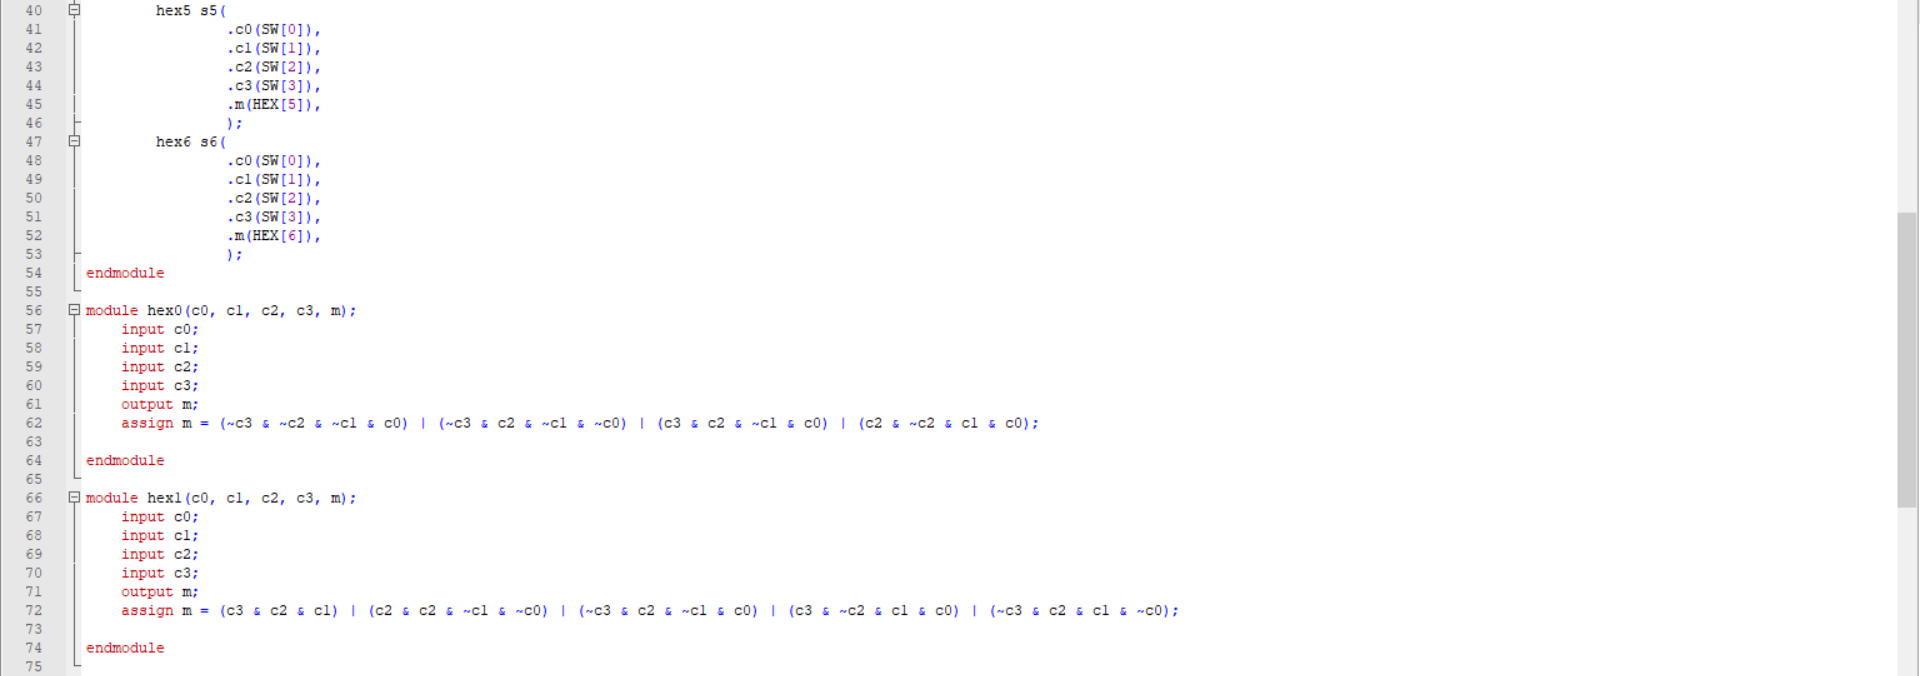 40 hex5 s5(
41 .c0(SW[0]),
42 .c1(SW[1]),
43 .c2(SW[2]),
44 .c3(SW[3]),
45 .m(HEX[5]),
46 );
47 hex6 s6(
48 .c0(SW[0]),
49 .c1(SW[1]),
50 .c2(SW[2]),
51 .c3(SW[3]),
52 .m(HEX[6]),
53 );
54 endmodule
55
56 module hex0(c0, c1, c2, c3, m);
57 input c0;
58 input c1;
59 input c2;
60 input c3;
61 output m;
62 assign m = (~c3 & ~c2 & ~c1 & c0) | (~c3 & c2 & ~c1 & ~c0) | (c3 & c2 & ~c1 & c0) | (c2 & ~c2 & c1 & c0);
63
64 endmodule
65
66 module hex1(c0, c1, c2, c3, m);
67 input c0;
68 input c1;
69 input c2;
70 input c3;
71 output m;
72 assign m = (c3 & c2 & c1) | (c2 & c2 & ~c1 & ~c0) | (~c3 & c2 & ~c1 & c0) | (c3 & ~c2 & c1 & c0) | (~c3 & c2 & c1 & ~c0);
73
74 endmodule
75